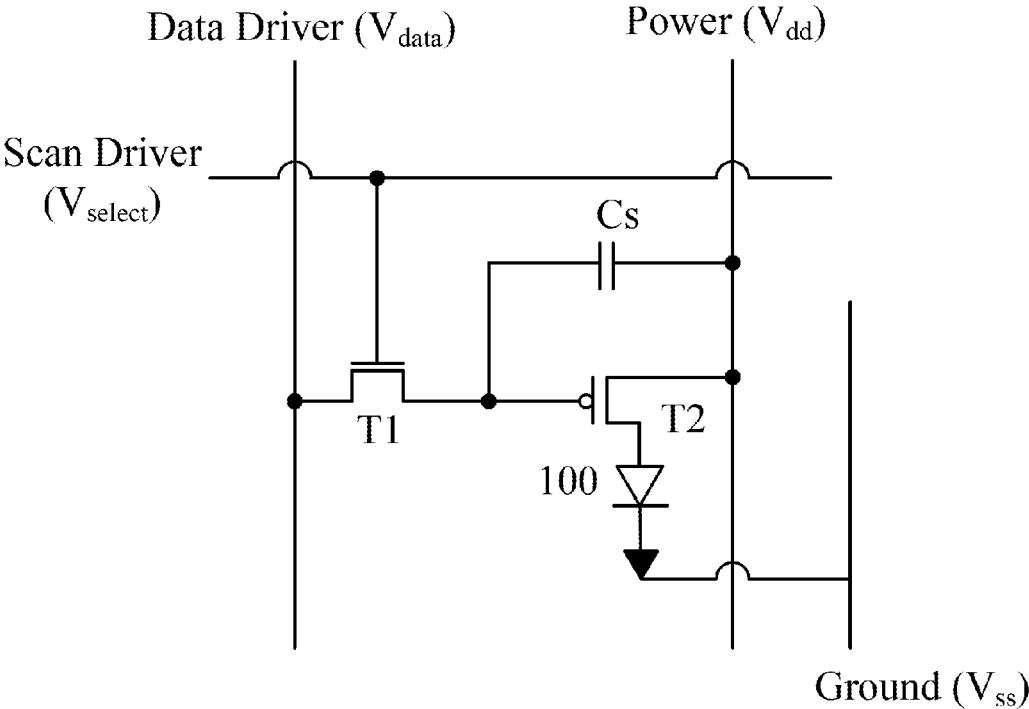 Data Driver (Vdata)
Power (Vdd)
Scan Driver
(Vselect)
Cs
T1
T2
100
Ground (Vss)